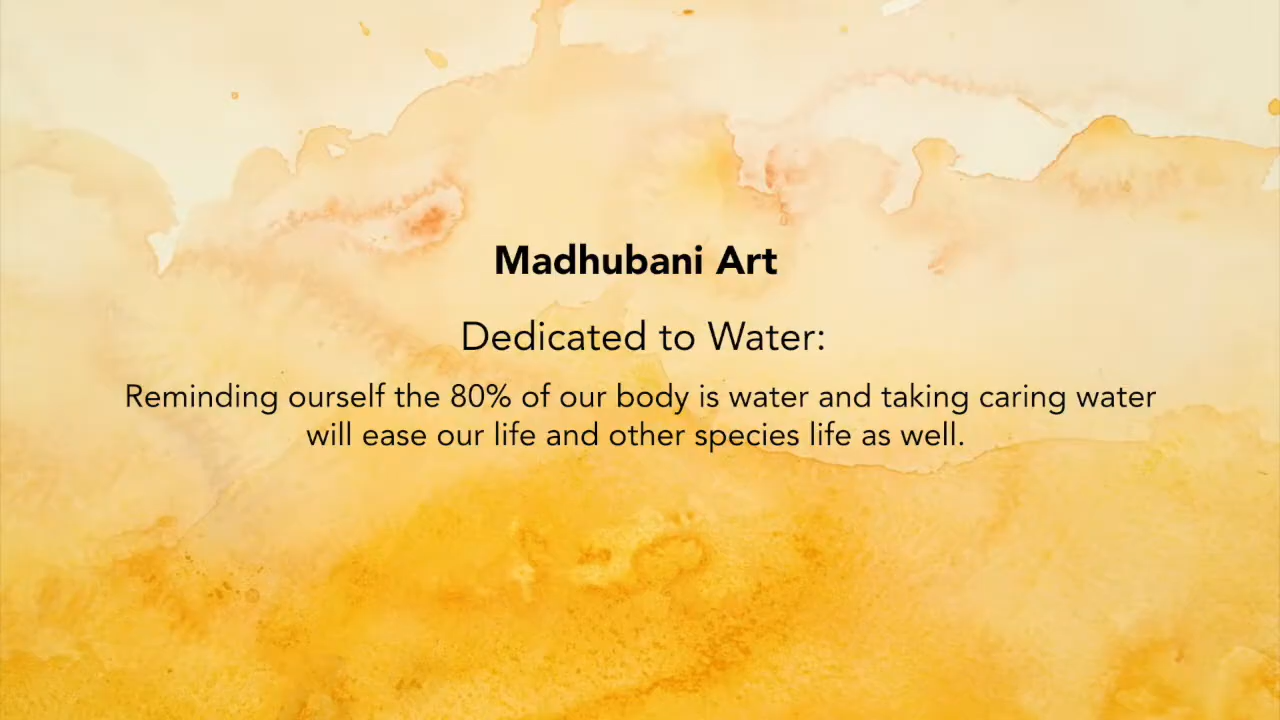 Madhubani Art
Dedicated to Water:
Reminding ourself the 80% of our body is water and taking caring water
will ease our life and other species life as well.